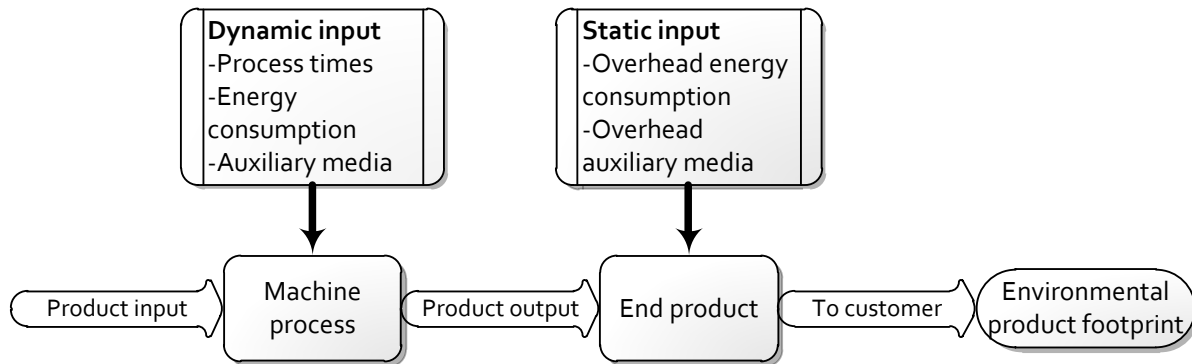 Dynamic input
-Process times
-Energy
consumption
-Auxiliary media
Static input
-Overhead energy
consumption
-Overhead
auxiliary media
Product input
Machine
process
Product output
End product
To customer
Environmental
product footprint